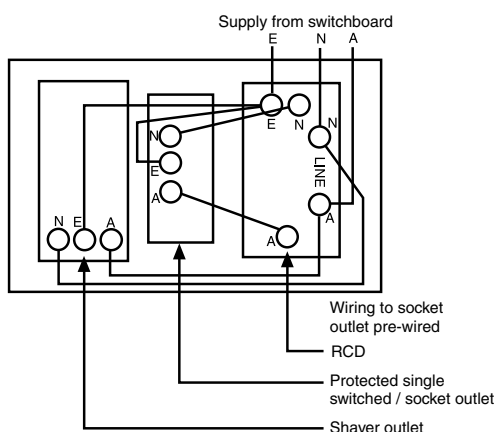 Supply from switchboard
E N A
E
N
N
N
E
LINE
A
A
A
N E A
Wiring to socket
outlet pre-wired
RCD
Protected single
switched / socket outlet
Shaver outlet